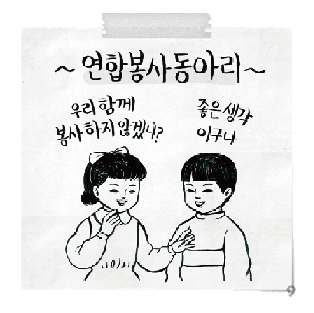 ~연합봉사동아리~
우리 함께
봉사하지 않겠니?
좋은 생각
이구나